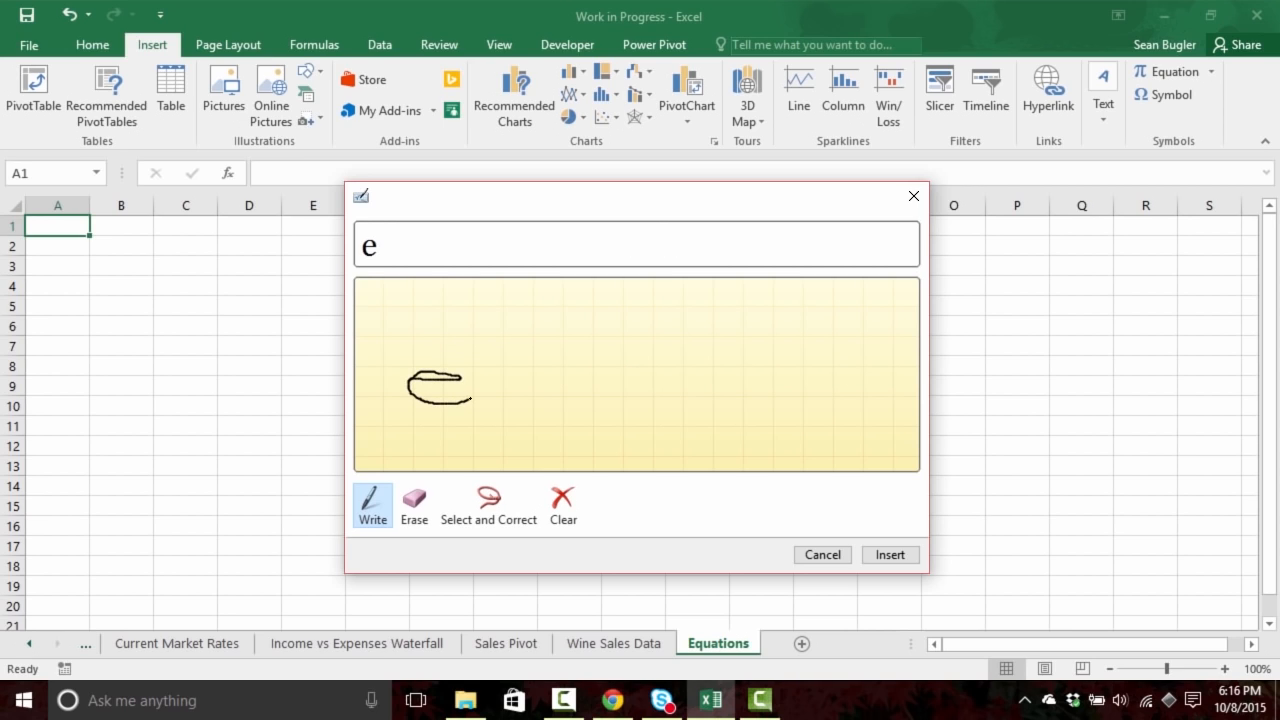 Work in Progress - Excel
File Home Insert Page Layout Formulas Data Review View Developer Power Pivot Tell me what you want to do... Sean Bugler Share
PivotTable
Recommended
PivotTables
Table
Tables
Pictures
Online
Pictures
Illustrations
Store
My Add-ins
Add-ins
Recommended
Charts
PivotChart
Charts
3D
Map
Tours
Line
Column
Win/
Loss
Sparklines
Slicer
Timeline
Filters
Hyperlink
Links
A
Text
π Equation
Ω Symbol
Symbols
A1
fx
A B C D E O P Q R S
1
2
3
4
5
6
7
8
9
10
11
12
13
14
15
16
17
18
19
20
21
e
e
Write Erase Select and Correct Clear
Cancel Insert
... Current Market Rates Income vs Expenses Waterfall Sales Pivot Wine Sales Data Equations
Ready 100%
Ask me anything
6:16 PM
10/8/2015